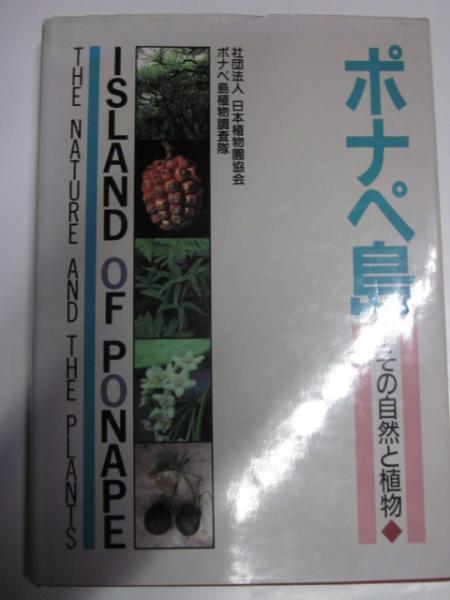 ポナペ島
その自然と植物
社団法人 日本植物園協会
ポナペ島植物調査隊
ISLAND OF PONAPE
THE NATURE AND THE PLANTS